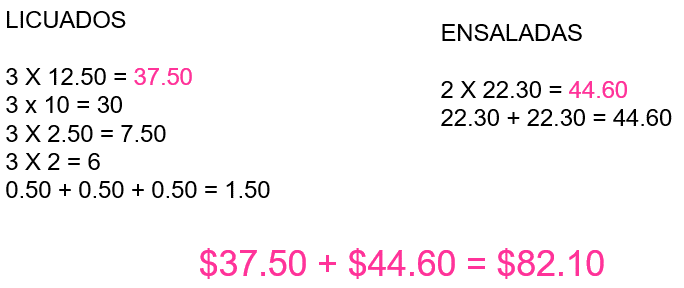 LICUADOS
3 X 12.50 = 37.50
3 x 10 = 30
3 X 2.50 = 7.50
3 X 2 = 6
0.50 + 0.50 + 0.50 = 1.50
ENSALADAS
2 X 22.30 = 44.60
22.30 + 22.30 = 44.60
$37.50 + $44.60 = $82.10